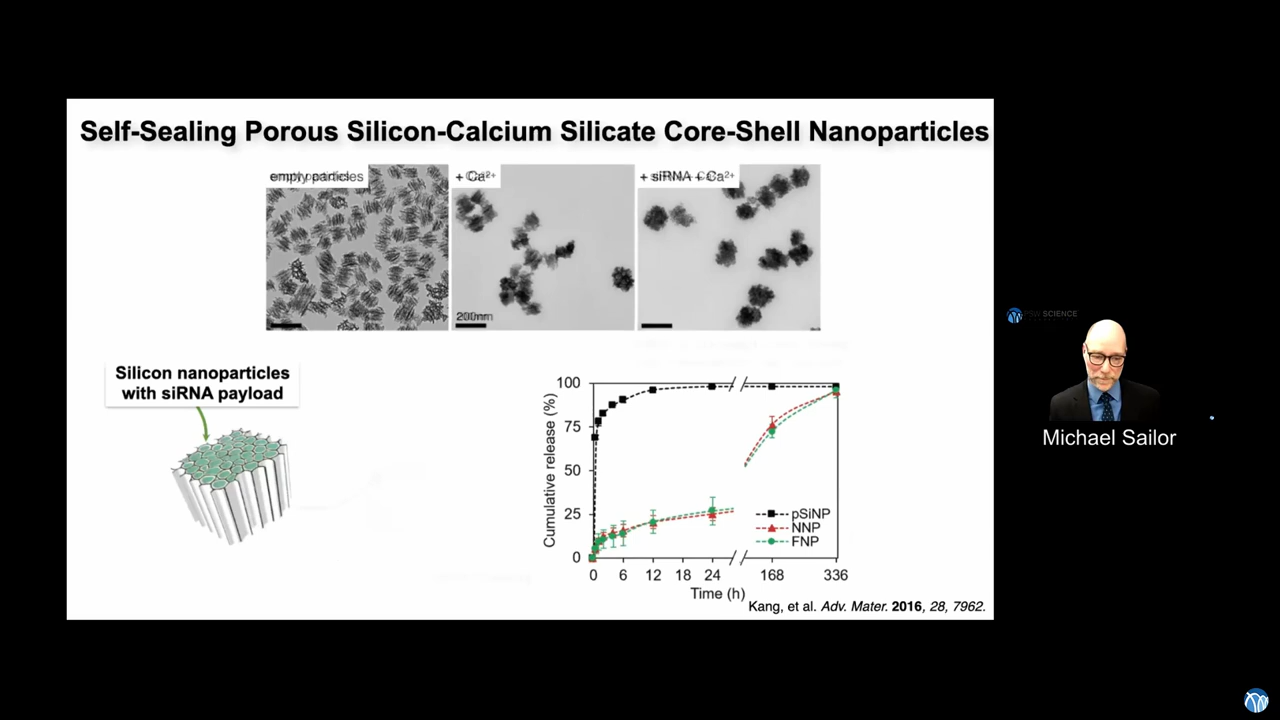 Self-Sealing Porous Silicon-Calcium Silicate Core-Shell Nanoparticles
empty particles
+ Ca²⁺
+ siRNA + Ca²⁺
200nm
Silicon nanoparticles
with siRNA payload
Cumulative release (%)
100
75
50
25
0
pSiNP
NNP
FNP
0 6 12 18 24 168 336
Time (h)
Kang, et al. Adv. Mater. 2016, 28, 7962.
PSW SCIENCE
Michael Sailor